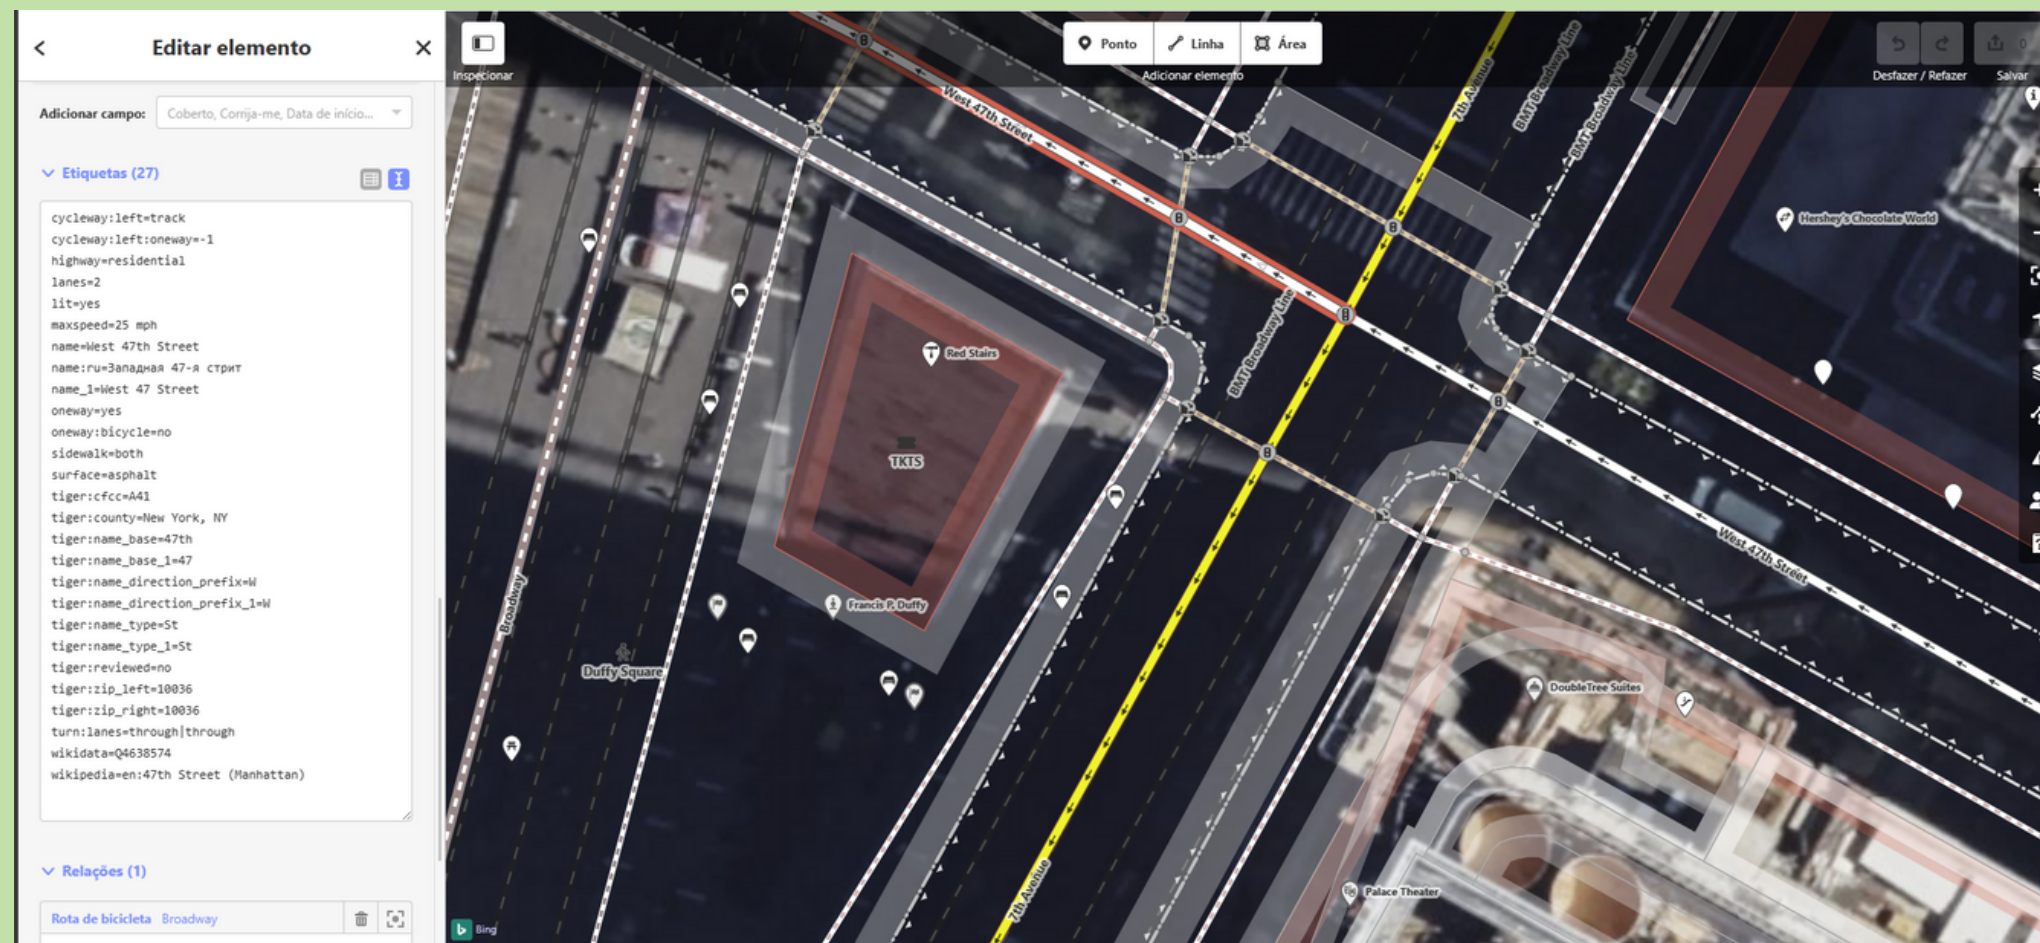 Editar elemento
Adicionar campo:
Coberto, Corrija-me, Data de início...
Etiquetas (27)
cycleway:left=track
cycleway:left:oneway=-1
highway=residential
lanes=2
lit=yes
maxspeed=25 mph
name=West 47th Street
name:ru=Западная 47-я стрит
name_1=West 47 Street
oneway=yes
oneway:bicycle=no
sidewalk=both
surface=asphalt
tiger:cfcc=A41
tiger:county=New York, NY
tiger:name_base=47th
tiger:name_base_1=47
tiger:name_direction_prefix=W
tiger:name_direction_prefix_1=W
tiger:name_type=St
tiger:name_type_1=St
tiger:reviewed=no
tiger:zip_left=10036
tiger:zip_right=10036
turn:lanes=through|through
wikidata=Q4638574
wikipedia=en:47th Street (Manhattan)
Relações (1)
Rota de bicicleta Broadway
Inspecionar
Ponto
Linha
Área
Adicionar elemento
Desfazer / Refazer
0
Salvar
West 47th Street
7th Avenue
BMT Broadway Line
BMT Broadway Line
Hershey's Chocolate World
BMT Broadway Line
Red Stairs
TKTS
Broadway
Francis P. Duffy
Duffy Square
West 47th Street
DoubleTree Suites
7th Avenue
Palace Theater
Bing